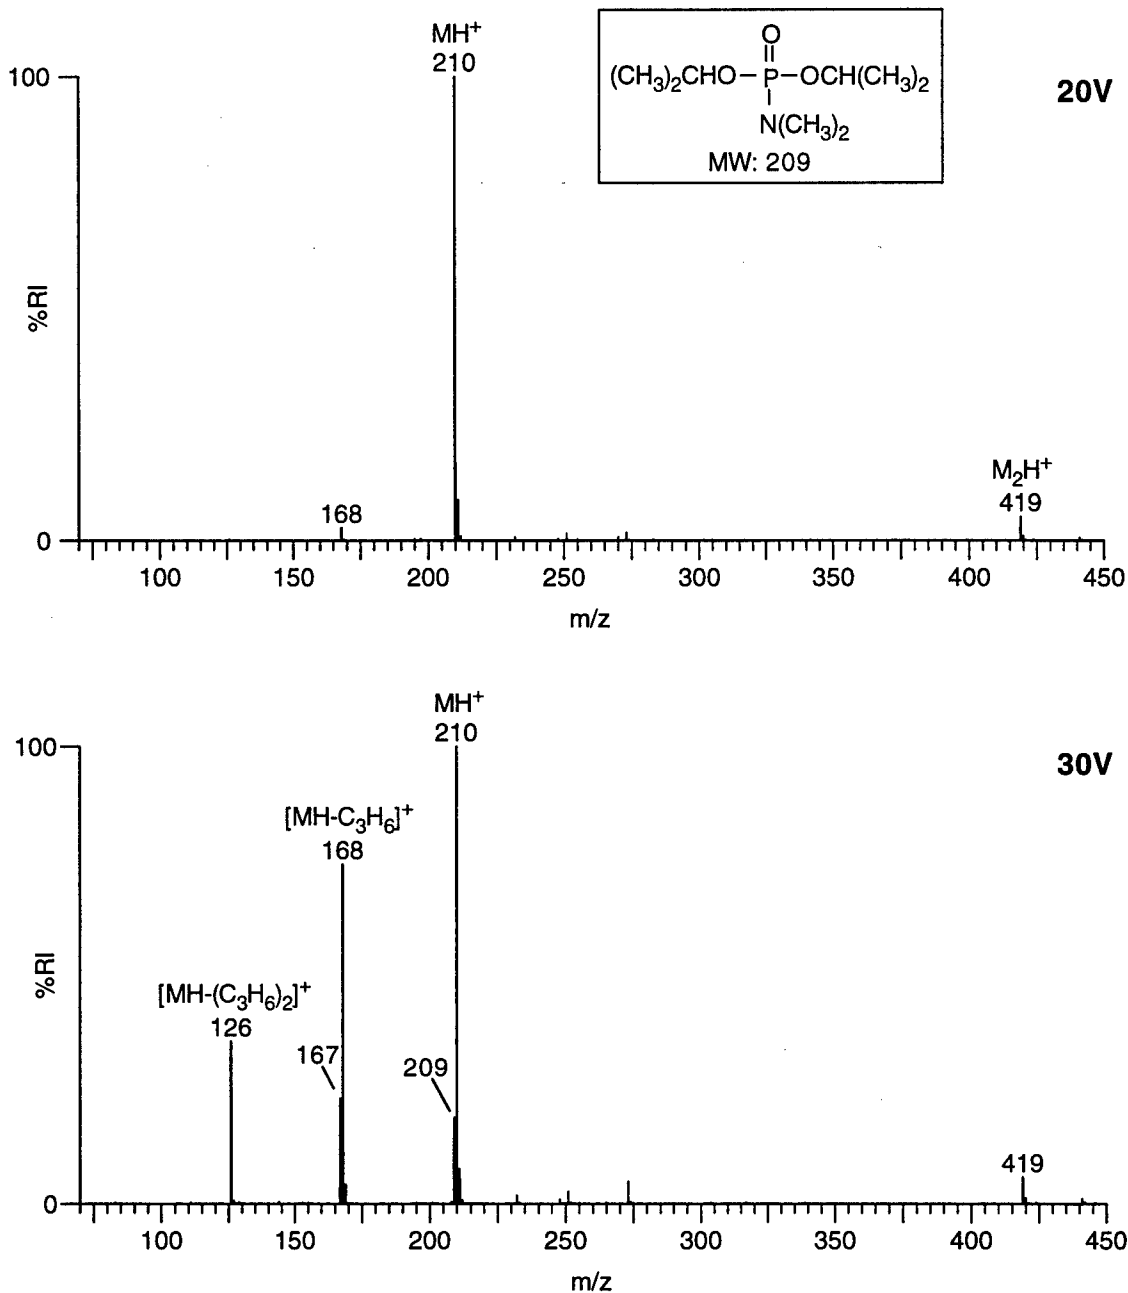 MH+
210
100
20V
O
(CH3)2CHO–P–OCH(CH3)2
N(CH3)2
MW: 209
%RI
M2H+
419
168
0
100 150 200 250 300 350 400 450
m/z
MH+
210
100
30V
[MH-C3H6]+
168
%RI
[MH-(C3H6)2]+
126
167
209
419
0
100 150 200 250 300 350 400 450
m/z